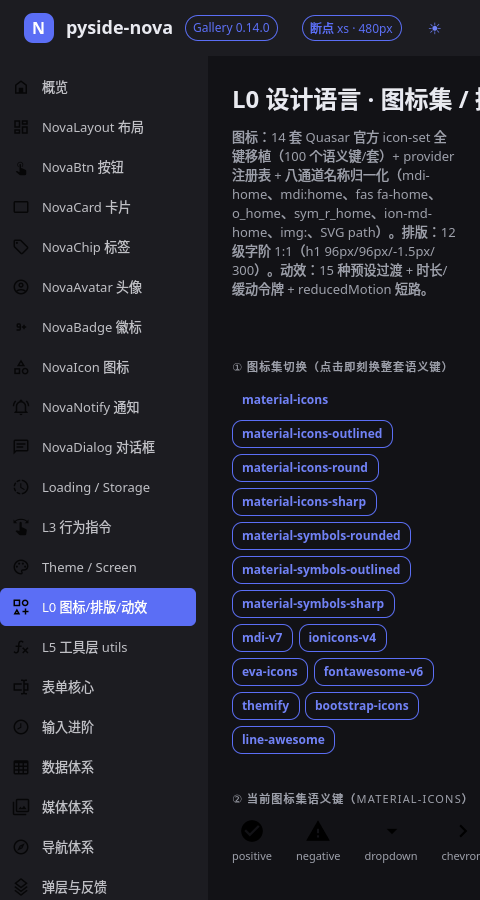 N pyside-nova Gallery 0.14.0 断点 xs · 480px
概览
NovaLayout 布局
NovaBtn 按钮
NovaCard 卡片
NovaChip 标签
NovaAvatar 头像
9+ NovaBadge 徽标
NovaIcon 图标
NovaNotify 通知
NovaDialog 对话框
Loading / Storage
L3 行为指令
Theme / Screen
L0 图标/排版/动效
L5 工具层 utils
表单核心
输入进阶
数据体系
媒体体系
导航体系
弹层与反馈
L0 设计语言 · 图标集 /
图标：14 套 Quasar 官方 icon-set 全
键移植（100 个语义键/套）+ provider
注册表 + 八通道名称归一化（mdi-
home、mdi:home、fas fa-home、
o_home、sym_r_home、ion-md-
home、img:、SVG path）。排版：12
级字阶 1:1（h1 96px/96px/-1.5px/
300）。动效：15 种预设过渡 + 时长/
缓动令牌 + reducedMotion 短路。
① 图标集切换（点击即刻换整套语义键）
material-icons
material-icons-outlined
material-icons-round
material-icons-sharp
material-symbols-rounded
material-symbols-outlined
material-symbols-sharp
mdi-v7 ionicons-v4
eva-icons fontawesome-v6
themify bootstrap-icons
line-awesome
② 当前图标集语义键（MATERIAL-ICONS）
positive negative dropdown chevron